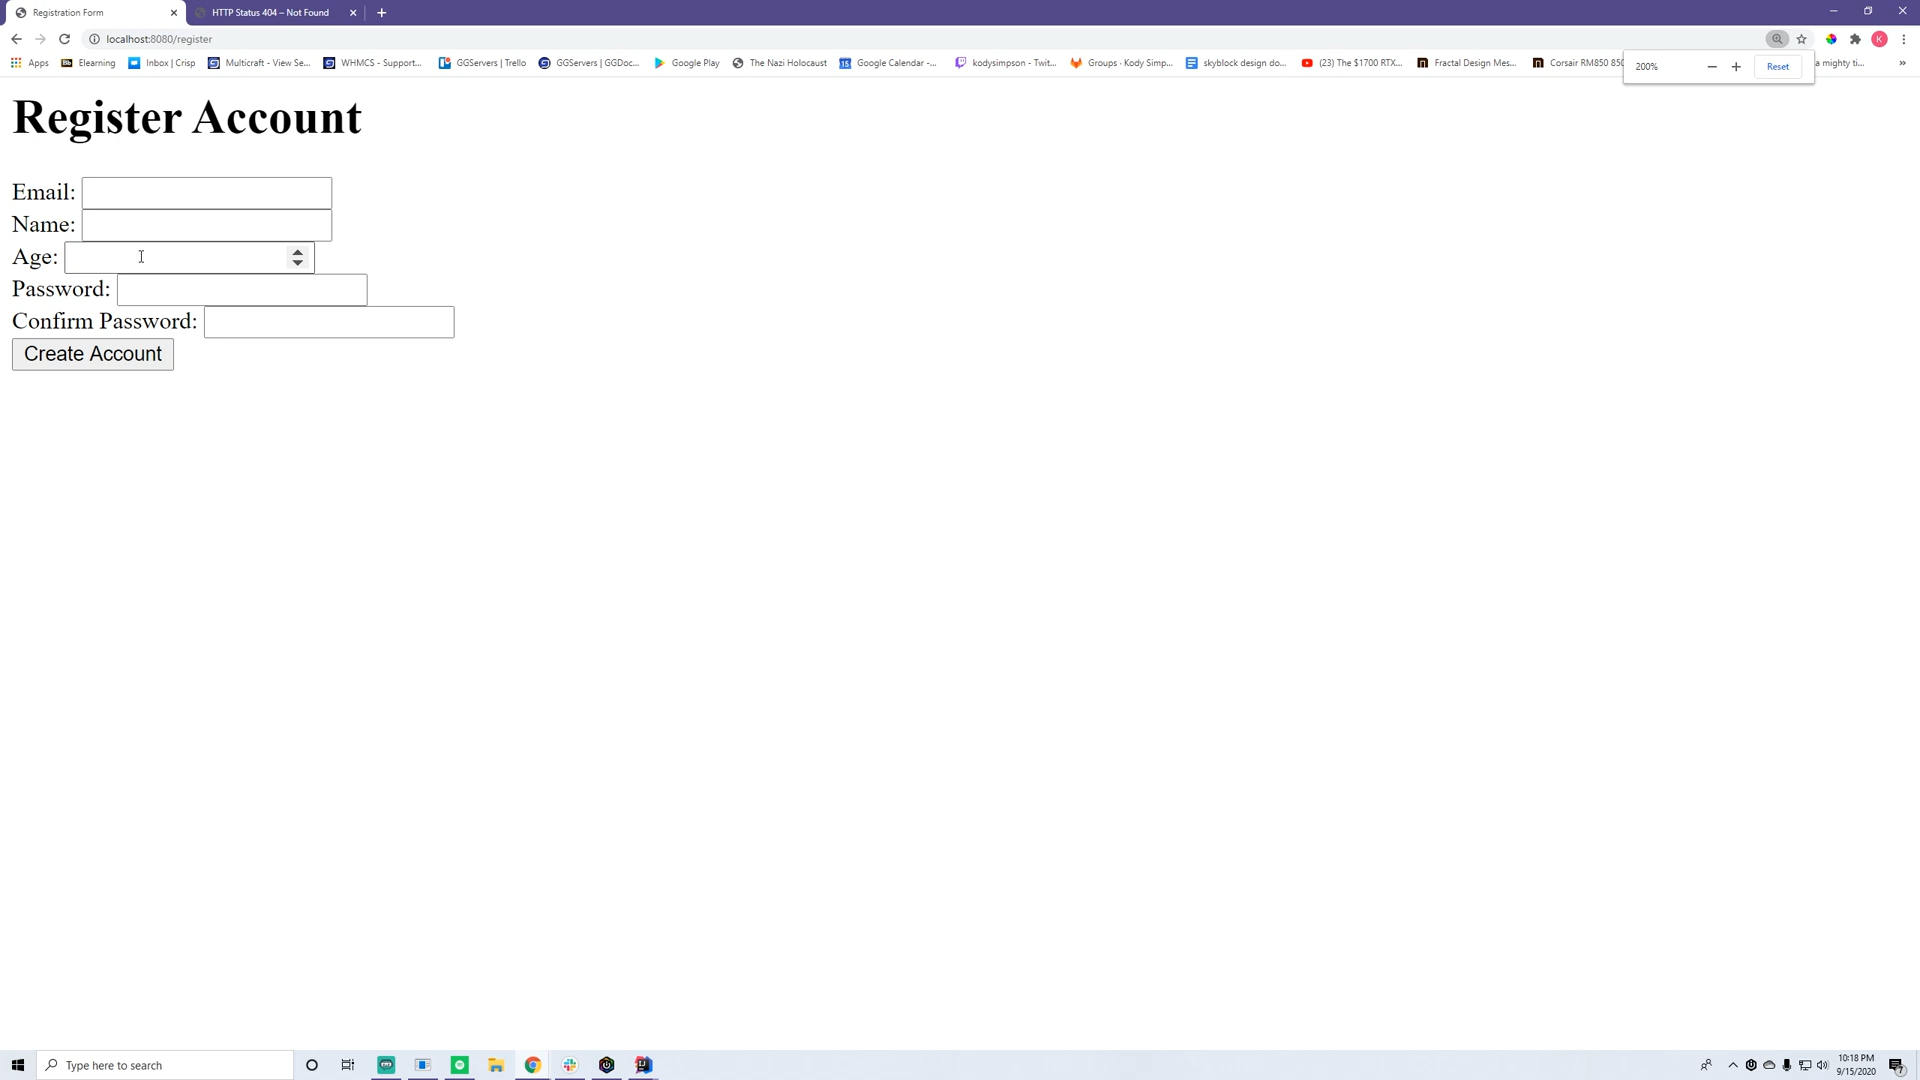 Registration Form
HTTP Status 404 – Not Found
localhost:8080/register
Apps Elearning Inbox | Crisp Multicraft - View Se... WHMCS - Support... GGServers | Trello GGServers | GGDoc... Google Play The Nazi Holocaust Google Calendar -... kodysimpson - Twit... Groups · Kody Simp... skyblock design do... (23) The $1700 RTX... Fractal Design Mes... Corsair RM850 850 a mighty ti... »
200% Reset
Register Account
Email:
Name:
Age:
Password:
Confirm Password:
Create Account
Type here to search
10:18 PM
9/15/2020